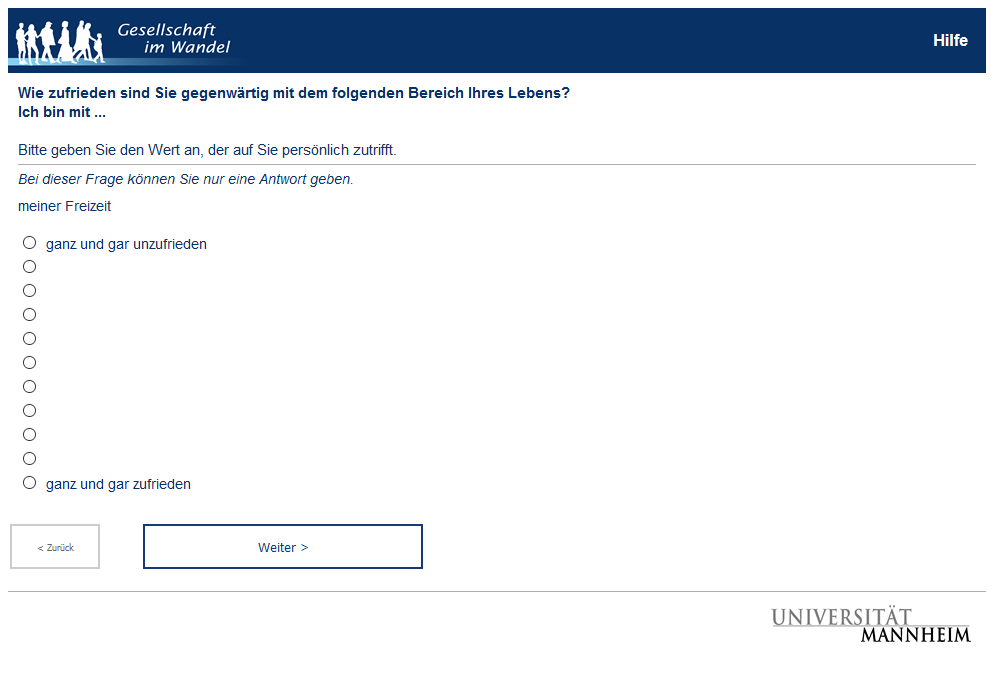 Gesellschaft
im Wandel
Hilfe
Wie zufrieden sind Sie gegenwärtig mit dem folgenden Bereich Ihres Lebens?
Ich bin mit ...
Bitte geben Sie den Wert an, der auf Sie persönlich zutrifft.
Bei dieser Frage können Sie nur eine Antwort geben.
meiner Freizeit
ganz und gar unzufrieden
ganz und gar zufrieden
< Zurück
Weiter >
UNIVERSITÄT
MANNHEIM